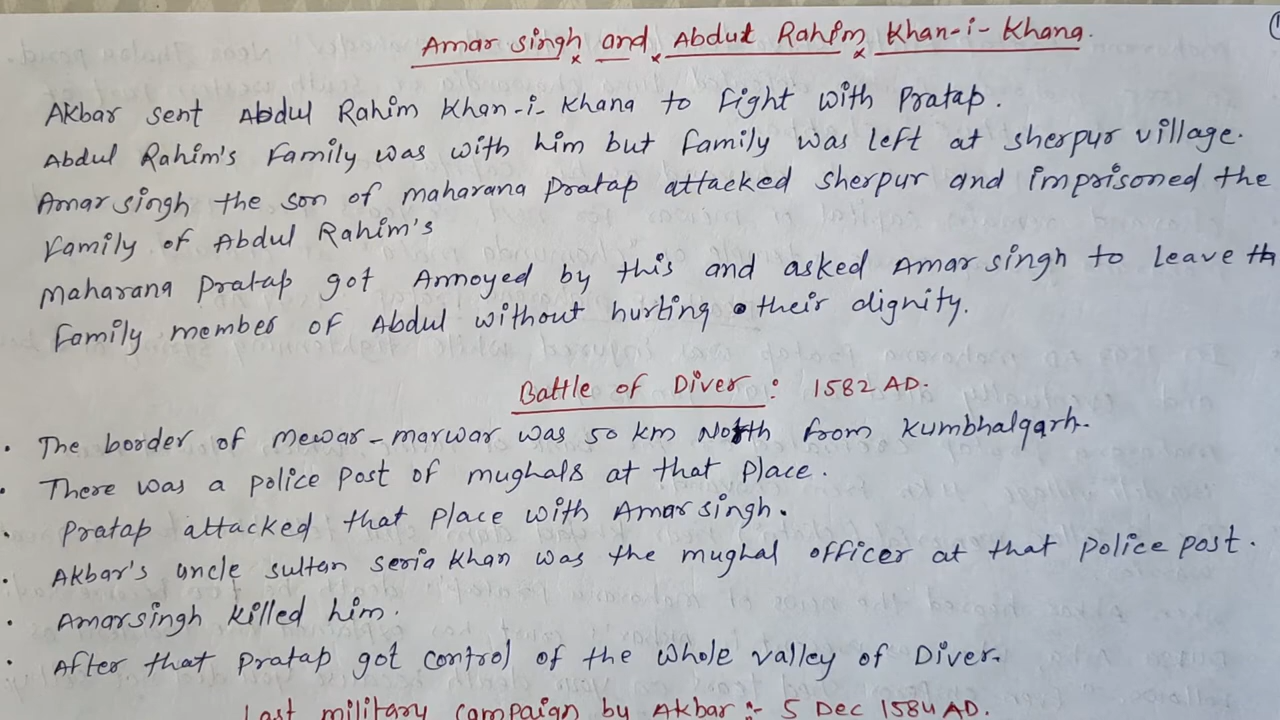 Amar singh and Abdul Rahim Khan-i-Khana.
Akbar sent Abdul Rahim Khan-i-Khana to fight with Pratap.
Abdul Rahim's family was with him but family was left at sherpur village.
Amar singh the son of maharana pratap attacked sherpur and imprisoned the
family of Abdul Rahim's
Maharana Pratap got Annoyed by this and asked Amar singh to leave th
family member of Abdul without hurting their dignity.
Battle of Diver : 1582 AD.
• The border of mewar-marwar was 50 km North from Kumbhalgarh.
• There was a police post of mughals at that place.
• Pratap attacked that place with Amarsingh.
• Akbar's uncle sultan seria khan was the mughal officer at that police post.
• Amarsingh killed him.
• After that pratap got control of the whole valley of Diver.
Last military campaign by Akbar :- 5 Dec 1584 AD.